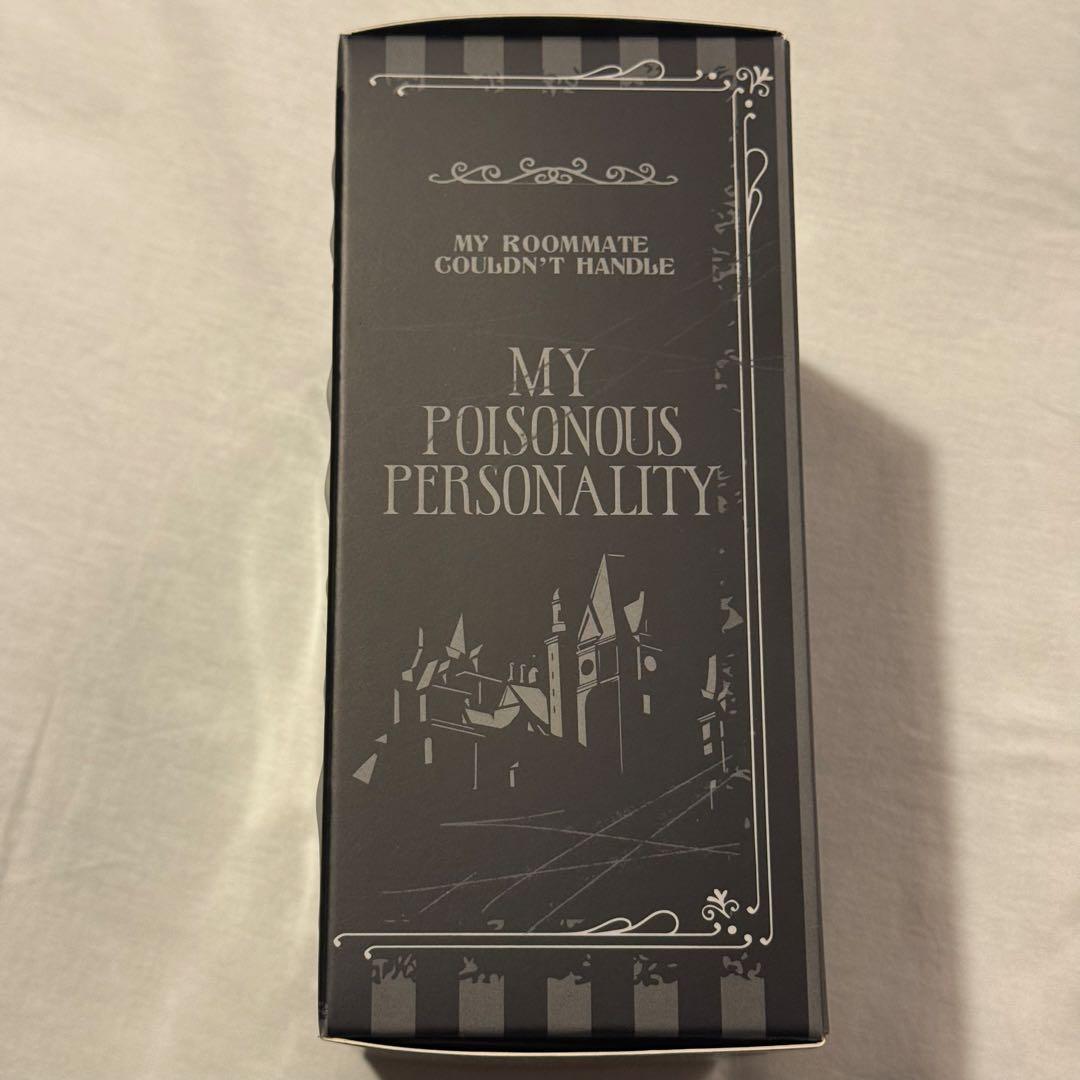 MY ROOMMATE
COULDN'T HANDLE
MY
POISONOUS
PERSONALITY